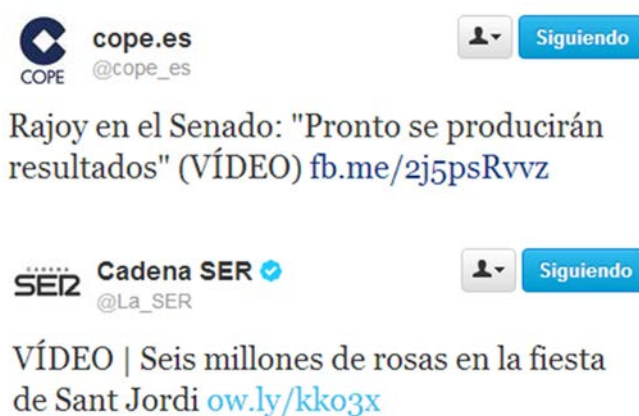 cope.es
Siguiendo
COPE
@cope_es
Rajoy en el Senado: "Pronto se producirán
resultados" (VÍDEO) fb.me/2j5psRvvz
CADENA
SER
Cadena SER
Siguiendo
@La_SER
VÍDEO | Seis millones de rosas en la fiesta
de Sant Jordi ow.ly/kko3x